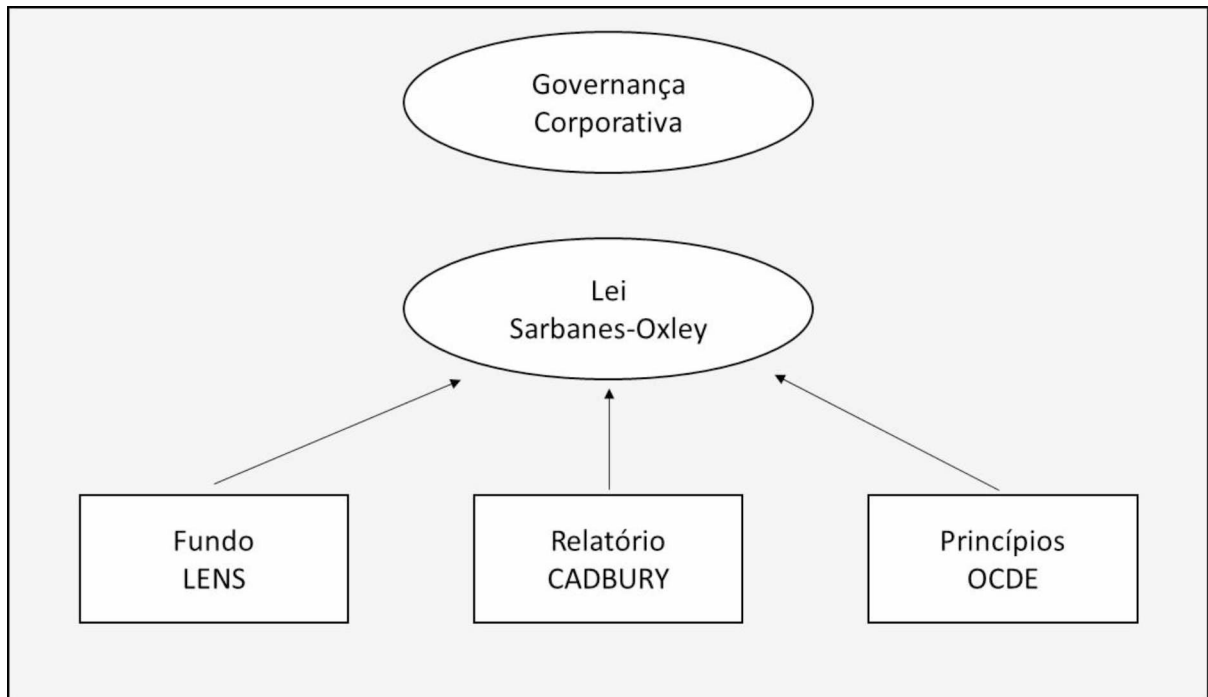 Governança
Corporativa
Lei
Sarbanes-Oxley
Fundo
LENS
Relatório
CADBURY
Princípios
OCDE